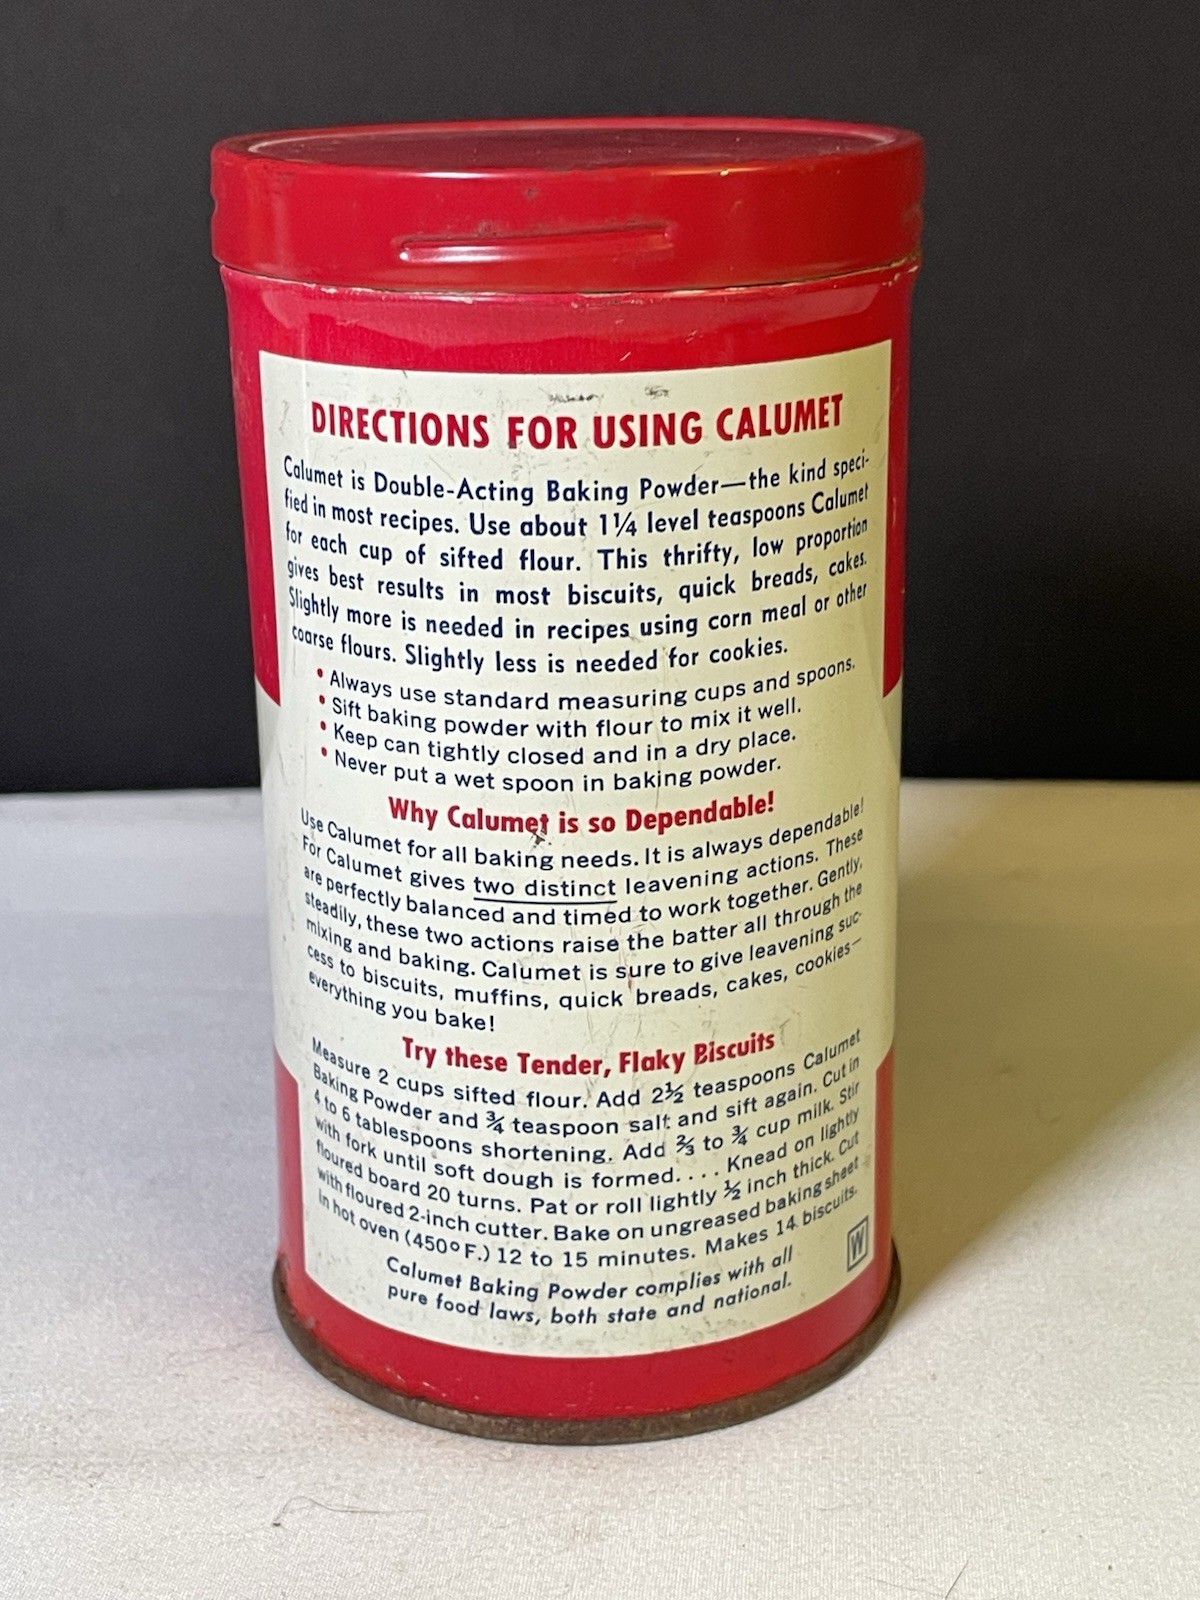 DIRECTIONS FOR USING CALUMET
Calumet is Double-Acting Baking Powder—the kind speci-
fied in most recipes. Use about 1¼ level teaspoons Calumet
for each cup of sifted flour. This thrifty, low proportion
gives best results in most biscuits, quick breads, cakes.
Slightly more is needed in recipes using corn meal or other
coarse flours. Slightly less is needed for cookies.
• Always use standard measuring cups and spoons.
• Sift baking powder with flour to mix it well.
• Keep can tightly closed and in a dry place.
• Never put a wet spoon in baking powder.
Why Calumet is so Dependable!
Use Calumet for all baking needs. It is always dependable!
For Calumet gives two distinct leavening actions. These
are perfectly balanced and timed to work together. Gently,
steadily, these two actions raise the batter all through the
mixing and baking. Calumet is sure to give leavening suc-
cess to biscuits, muffins, quick breads, cakes, cookies—
everything you bake!
Try these Tender, Flaky Biscuits
Measure 2 cups sifted flour. Add 2½ teaspoons Calumet
Baking Powder and ¾ teaspoon salt and sift again. Cut in
4 to 6 tablespoons shortening. Add ⅔ to ¾ cup milk. Stir
with fork until soft dough is formed. . . . Knead on lightly
floured board 20 turns. Pat or roll lightly ½ inch thick. Cut
with floured 2-inch cutter. Bake on ungreased baking sheet
in hot oven (450° F.) 12 to 15 minutes. Makes 14 biscuits.
Calumet Baking Powder complies with all
pure food laws, both state and national.
W